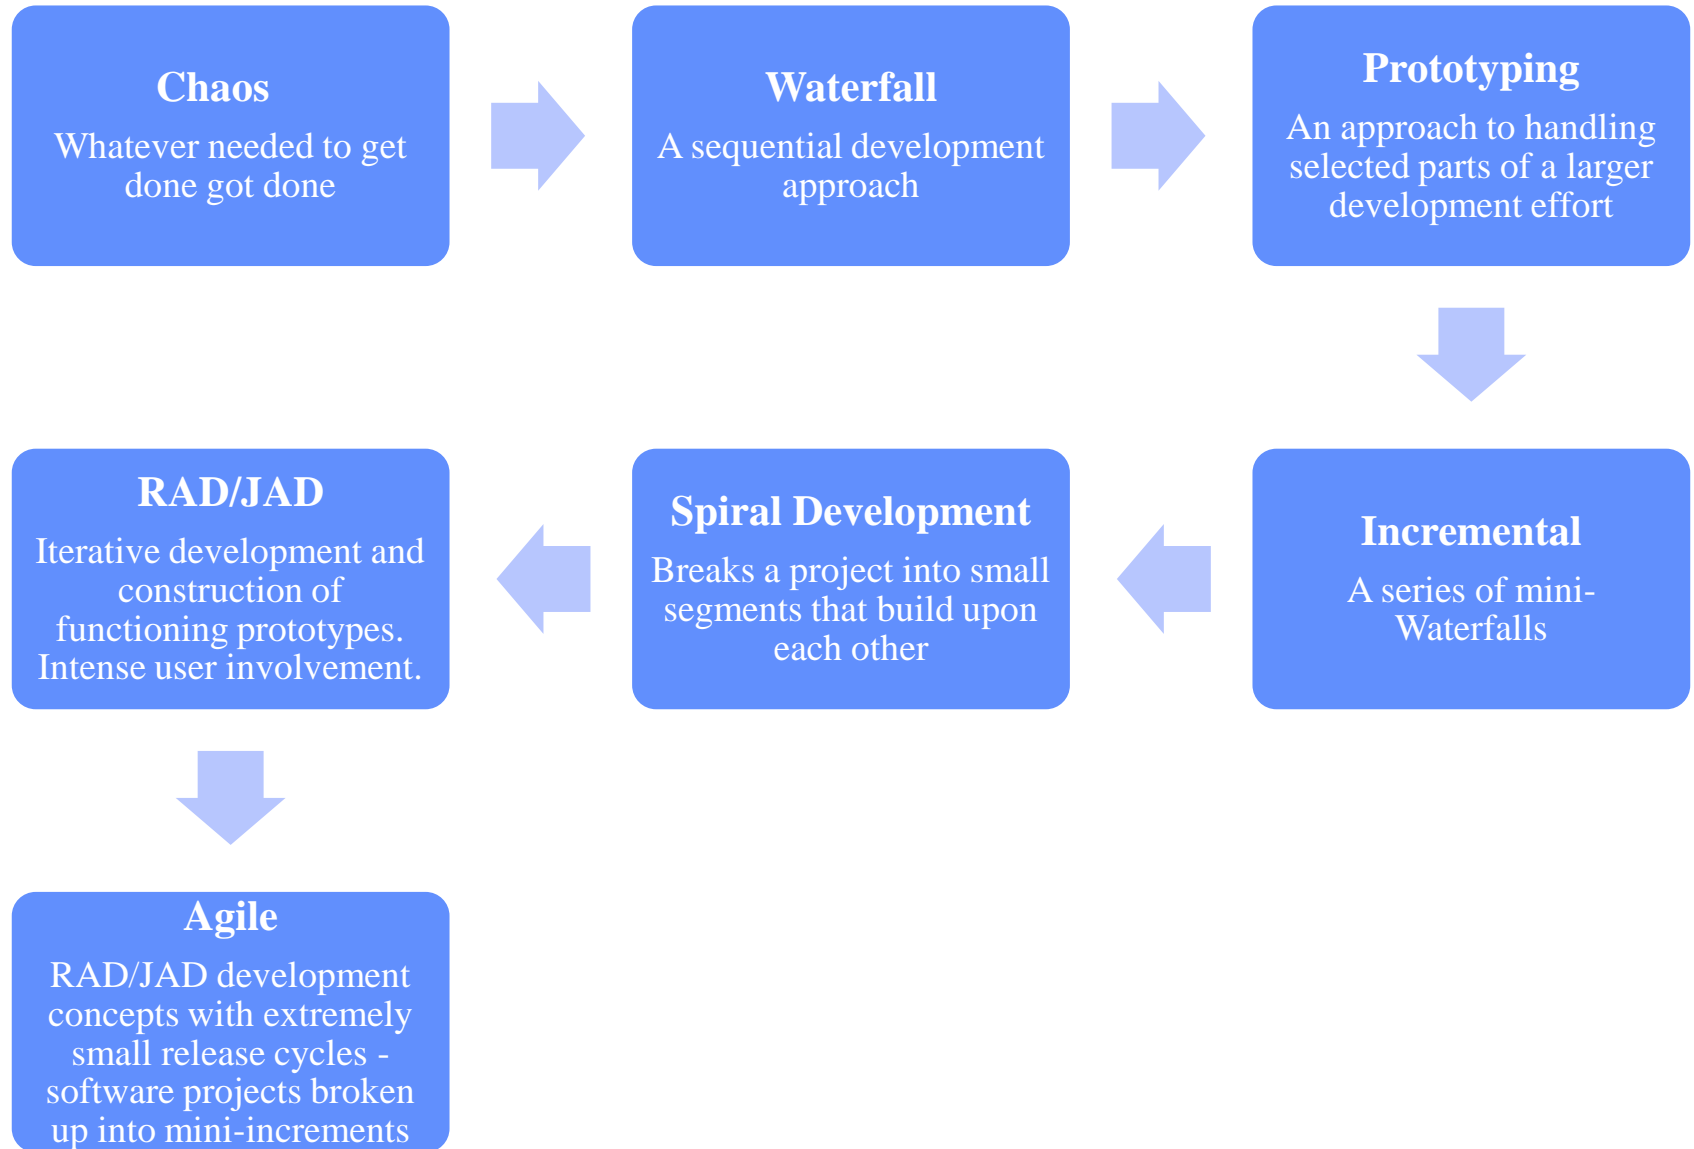 Chaos
Whatever needed to get
done got done
Waterfall
A sequential development
approach
Prototyping
An approach to handling
selected parts of a larger
development effort
Incremental
A series of mini-
Waterfalls
Spiral Development
Breaks a project into small
segments that build upon
each other
RAD/JAD
Iterative development and
construction of
functioning prototypes.
Intense user involvement.
Agile
RAD/JAD development
concepts with extremely
small release cycles -
software projects broken
up into mini-increments